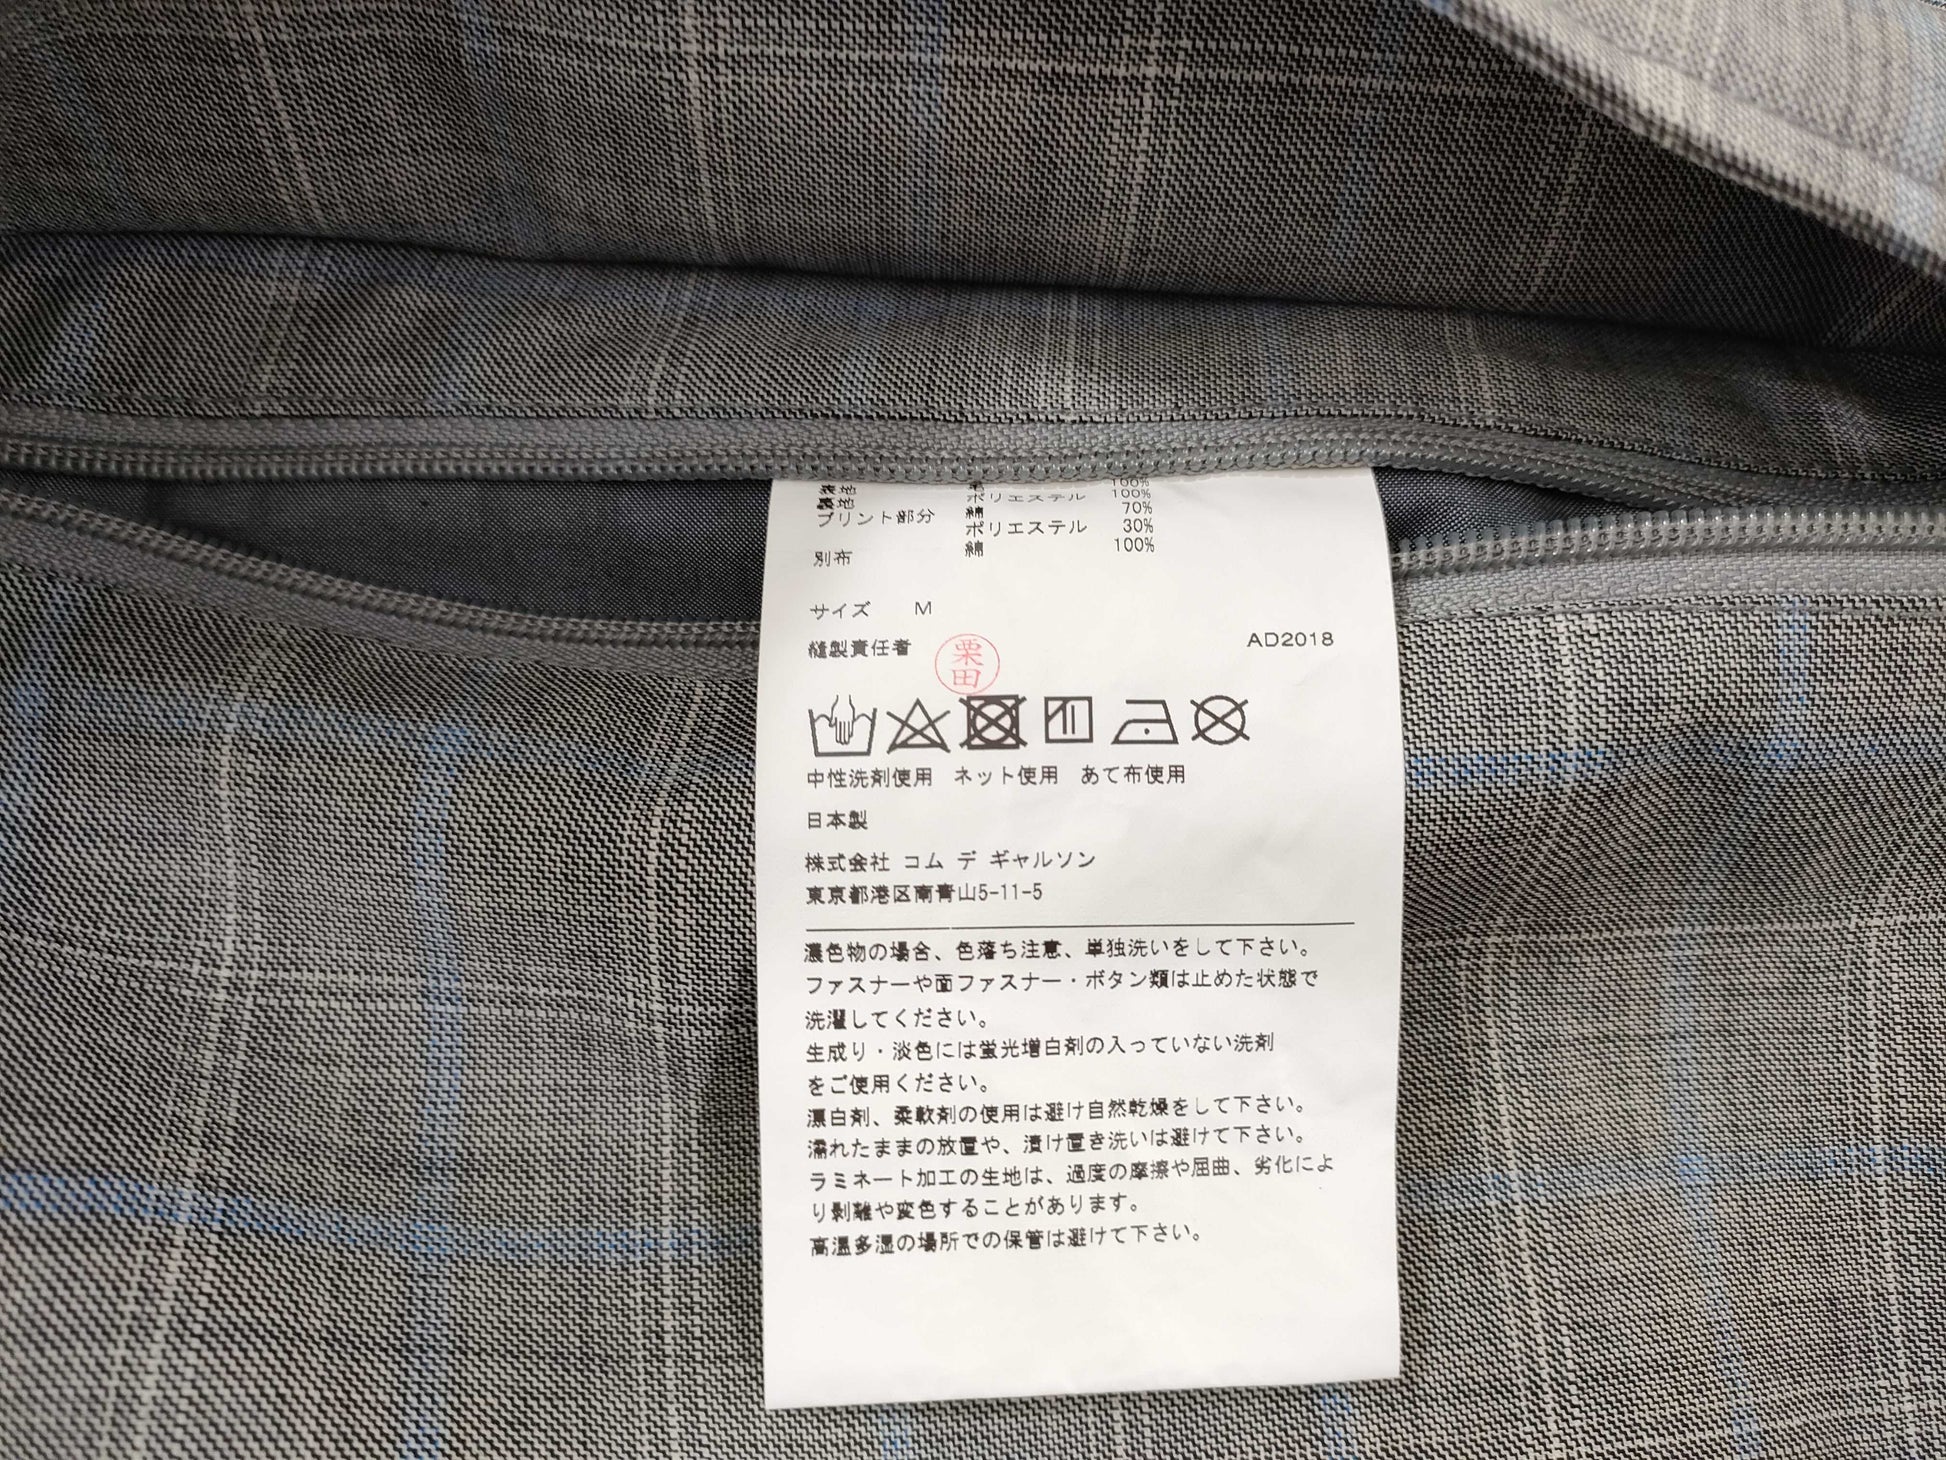 表地 毛 100%
裏地 ポリエステル 100%
プリント部分 綿 70%
ポリエステル 30%
別布 綿 100%
サイズ M
縫製責任者 栗田 AD2018
中性洗剤使用 ネット使用 あて布使用
日本製
株式会社 コム デ ギャルソン
東京都港区南青山5-11-5
濃色物の場合、色落ち注意、単独洗いをして下さい。
ファスナーや面ファスナー・ボタン類は止めた状態で
洗濯してください。
生成り・淡色には蛍光増白剤の入っていない洗剤
をご使用ください。
漂白剤、柔軟剤の使用は避け自然乾燥をして下さい。
濡れたままの放置や、漬け置き洗いは避けて下さい。
ラミネート加工の生地は、過度の摩擦や屈曲、劣化によ
り剥離や変色することがあります。
高温多湿の場所での保管は避けて下さい。